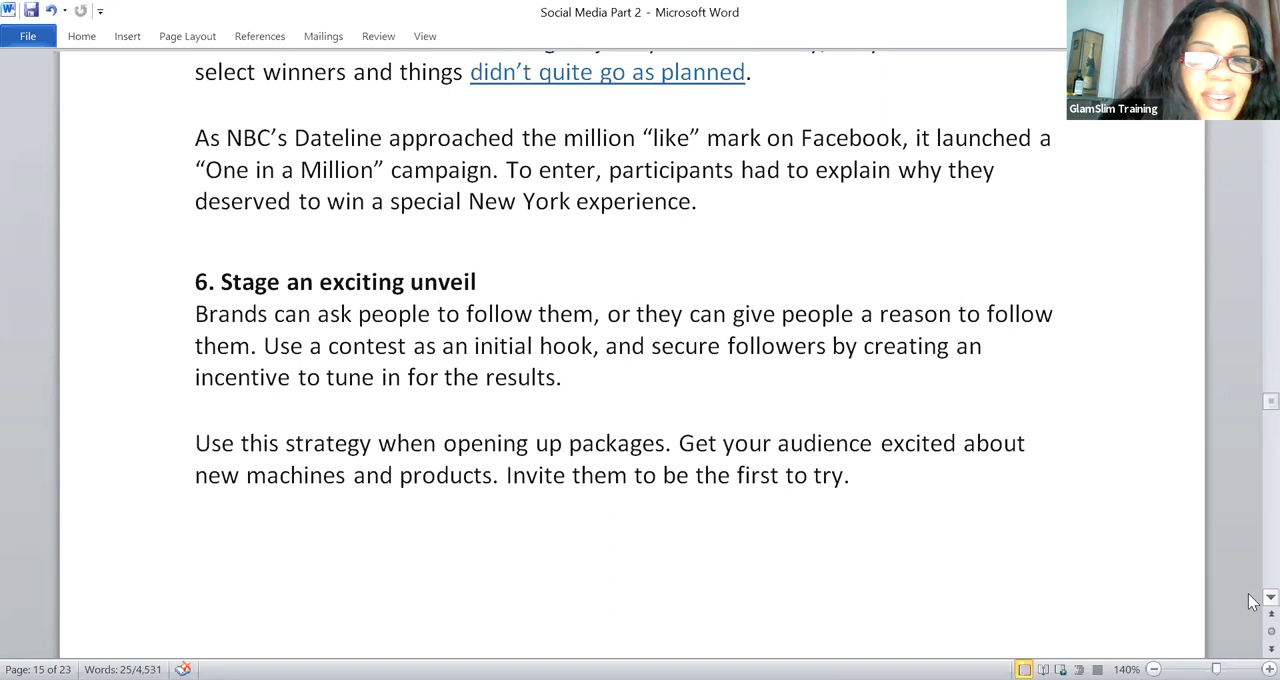 Social Media Part 2 - Microsoft Word
File Home Insert Page Layout References Mailings Review View
GlamSlim Training
select winners and things didn’t quite go as planned.
As NBC’s Dateline approached the million “like” mark on Facebook, it launched a
“One in a Million” campaign. To enter, participants had to explain why they
deserved to win a special New York experience.
6. Stage an exciting unveil
Brands can ask people to follow them, or they can give people a reason to follow
them. Use a contest as an initial hook, and secure followers by creating an
incentive to tune in for the results.
Use this strategy when opening up packages. Get your audience excited about
new machines and products. Invite them to be the first to try.
Page: 15 of 23 Words: 25/4,531 140%